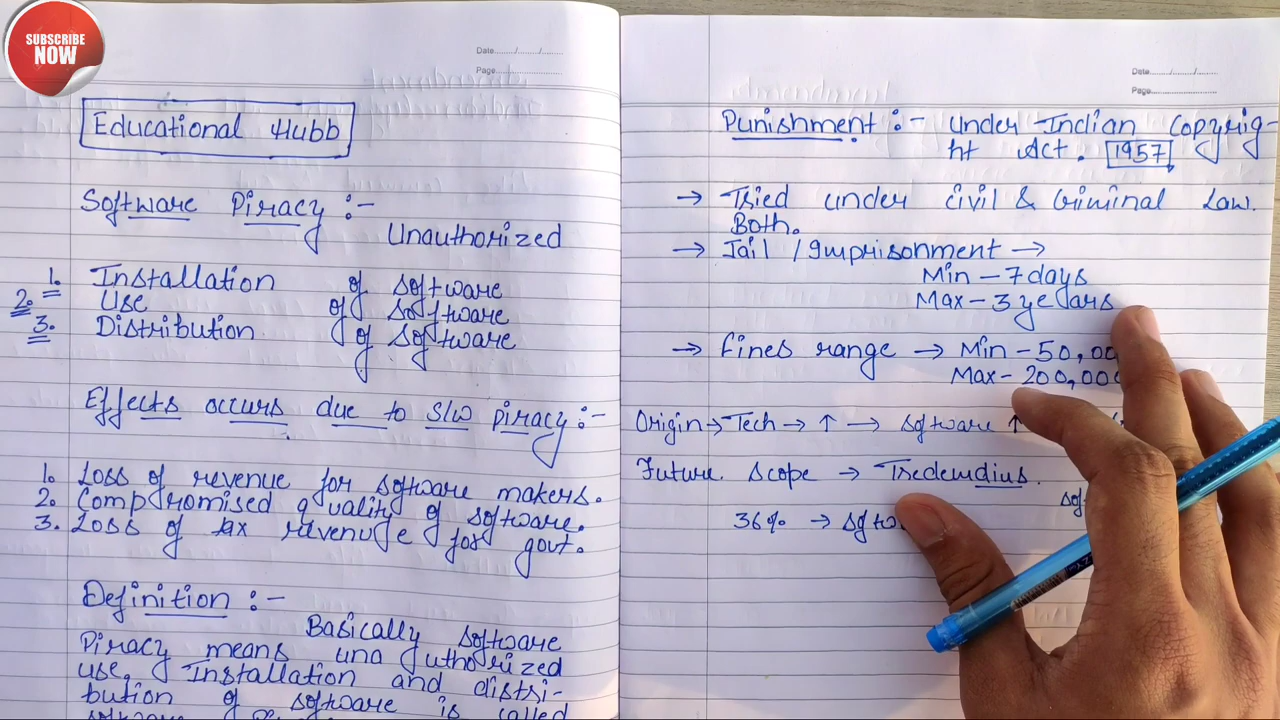 SUBSCRIBE
NOW
Date......../......../........
Page........................
Educational Hubb
Software Piracy :-
Unauthorized
1. Installation of software
2. Use of software
3. Distribution of software
Effects occurs due to S/w piracy :-
1. Loss of revenue for software makers.
2. Compromised quality of software.
3. Loss of tax revenue for govt.
Definition :-
Basically software
Piracy means unauthorized
use, Installation and distri-
bution of software is called
Date......../......../........
Page........................
Punishment :- under Indian Copyrig-
ht Act. 1957
→ Tried under civil & Criminal Law.
Both.
→ Jail / Imprisonment →
Min - 7 days
Max - 3 years
→ fines range → Min - 50,00
Max - 200,000
Origin → Tech → ↑ → software ↑
Future scope → Tredemdius.
36% →